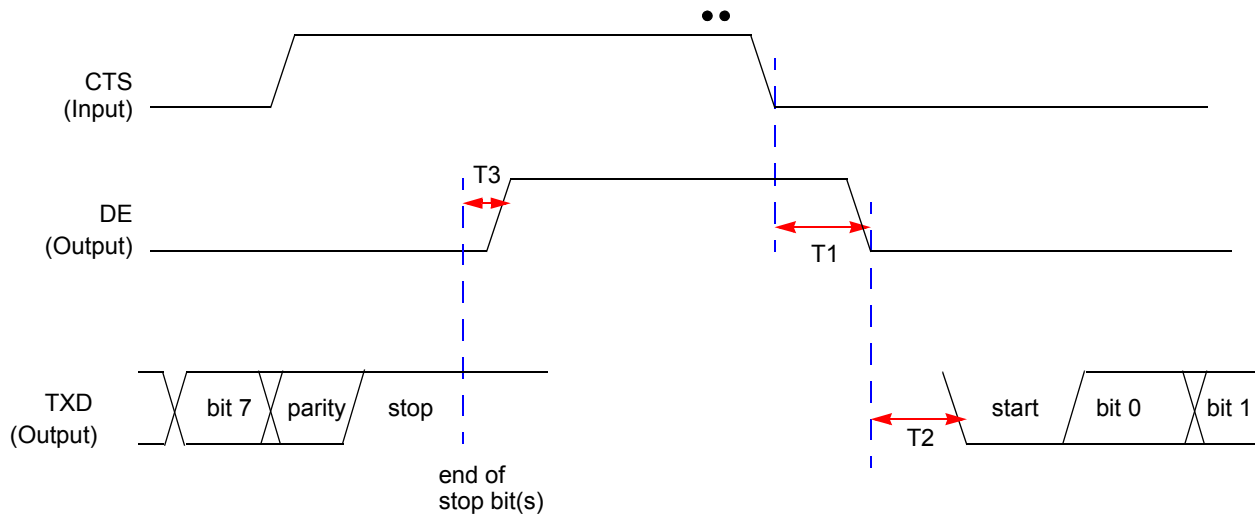 CTS
(Input)
T3
DE
(Output)
T1
TXD
(Output)
bit 7
parity
stop
T2
start
bit 0
bit 1
end of
stop bit(s)